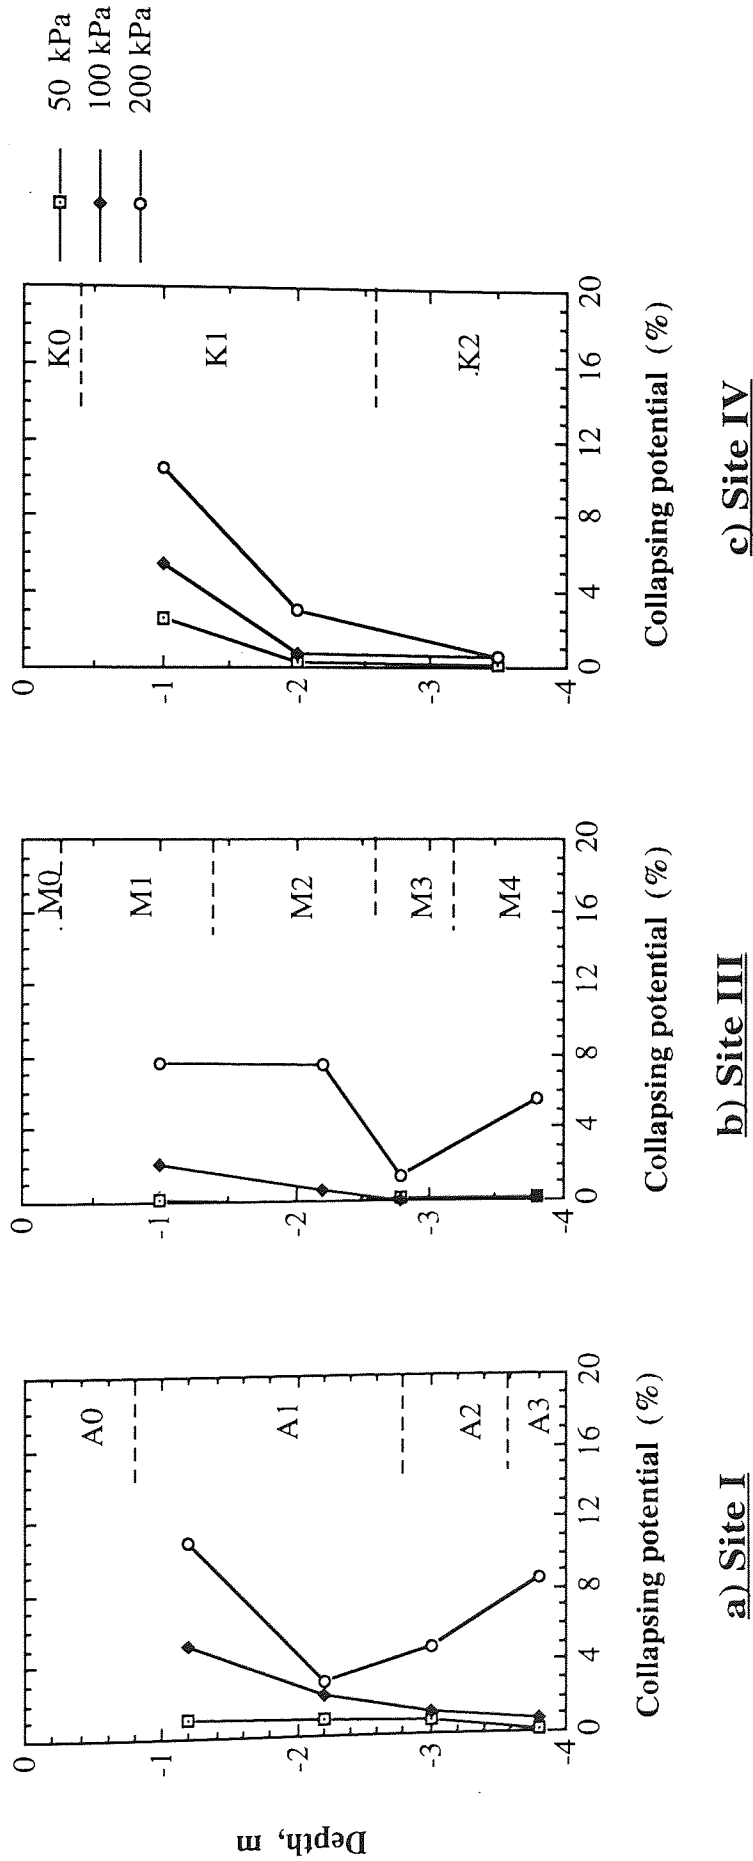 50 kPa
100 kPa
200 kPa
Depth, m
0
-1
-2
-3
-4
A0
A1
A2
A3
0 4 8 12 16 20
Collapsing potential (%)
a) Site I
0
-1
-2
-3
-4
M0
M1
M2
M3
M4
0 4 8 12 16 20
Collapsing potential (%)
b) Site III
0
-1
-2
-3
-4
K0
K1
K2
0 4 8 12 16 20
Collapsing potential (%)
c) Site IV